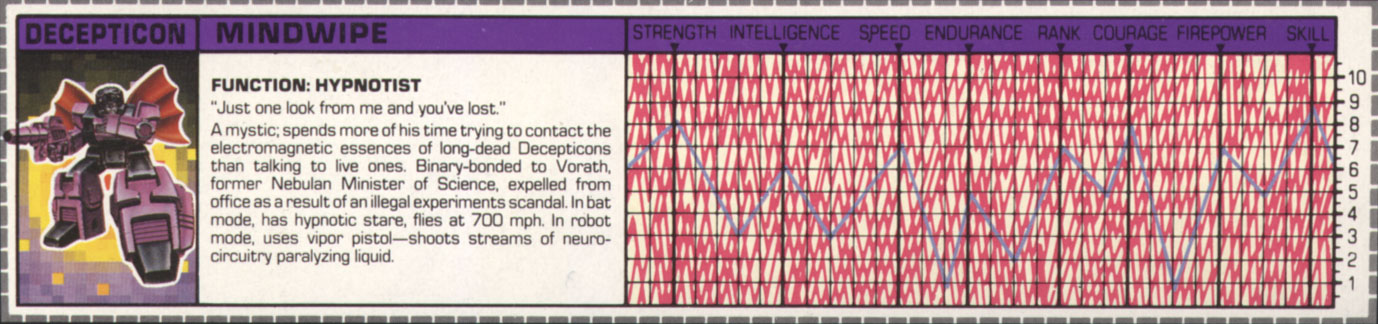 DECEPTICON
MINDWIPE
FUNCTION: HYPNOTIST
"Just one look from me and you've lost."
A mystic; spends more of his time trying to contact the
electromagnetic essences of long-dead Decepticons
than talking to live ones. Binary-bonded to Vorath,
former Nebulan Minister of Science, expelled from
office as a result of an illegal experiments scandal. In bat
mode, has hypnotic stare, flies at 700 mph. In robot
mode, uses vapor pistol—shoots streams of neuro-
circuitry paralyzing liquid.
STRENGTH INTELLIGENCE SPEED ENDURANCE RANK COURAGE FIREPOWER SKILL
10
9
8
7
6
5
4
3
2
1